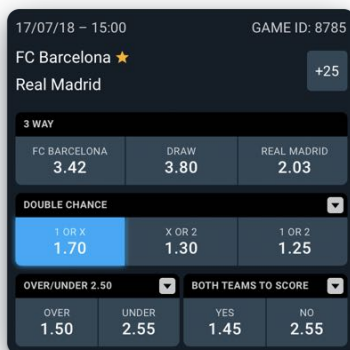 17/07/18 – 15:00 GAME ID: 8785
FC Barcelona
Real Madrid
+25
3 WAY
FC BARCELONA DRAW REAL MADRID
3.42 3.80 2.03
DOUBLE CHANCE
1 OR X X OR 2 1 OR 2
1.70 1.30 1.25
OVER/UNDER 2.50 BOTH TEAMS TO SCORE
OVER UNDER YES NO
1.50 2.55 1.45 2.55